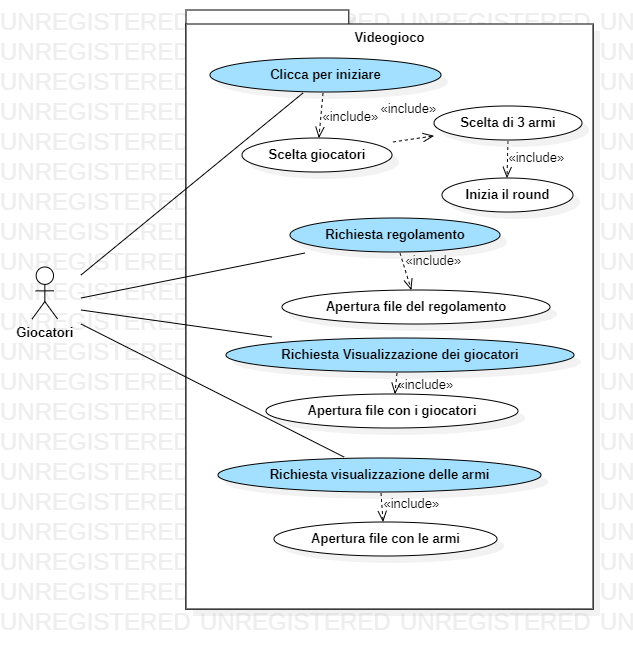 Videogioco
Clicca per iniziare
«include»
«include»
Scelta di 3 armi
Scelta giocatori
«include»
Inizia il round
Richiesta regolamento
«include»
Apertura file del regolamento
Giocatori
Richiesta Visualizzazione dei giocatori
«include»
Apertura file con i giocatori
Richiesta visualizzazione delle armi
«include»
Apertura file con le armi
UNREGISTERED UNREGISTERED UNREGISTERED UN